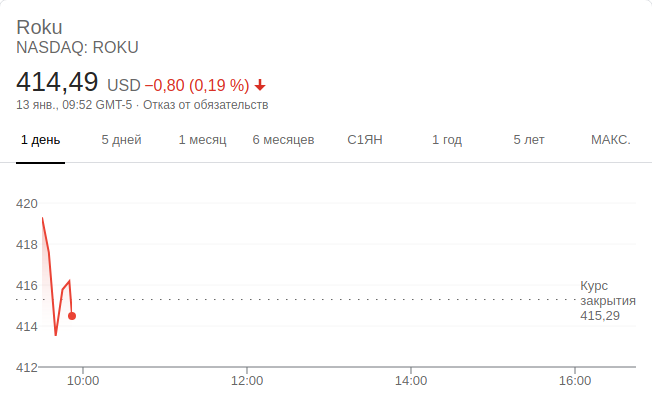 Roku
NASDAQ: ROKU
414,49 USD −0,80 (0,19 %)
13 янв., 09:52 GMT-5 · Отказ от обязательств
1 день 5 дней 1 месяц 6 месяцев С1ЯН 1 год 5 лет МАКС.
420
418
416
414
412
Курс
закрытия
415,29
10:00 12:00 14:00 16:00